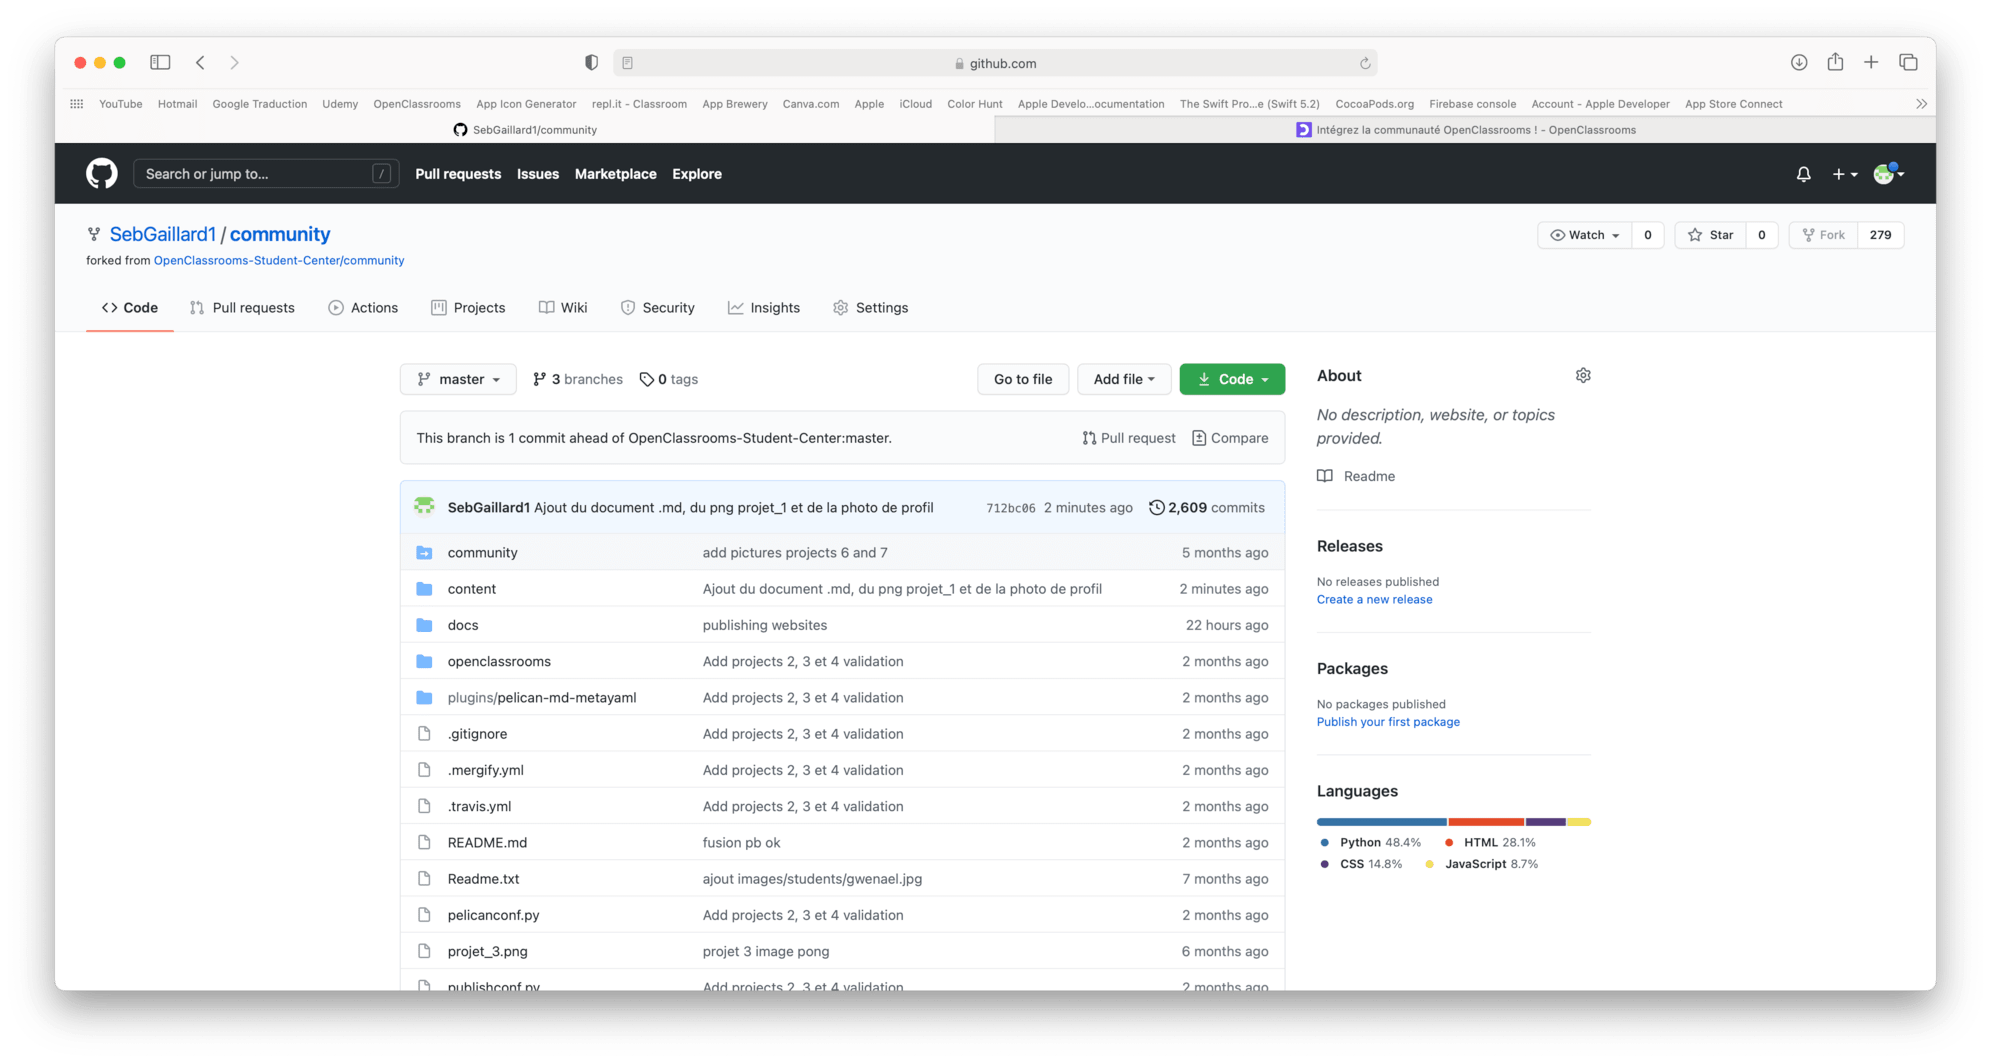 github.com
YouTube Hotmail Google Traduction Udemy OpenClassrooms App Icon Generator repl.it - Classroom App Brewery Canva.com Apple iCloud Color Hunt Apple Develo...ocumentation The Swift Pro...e (Swift 5.2) CocoaPods.org Firebase console Account - Apple Developer App Store Connect
SebGaillard1/community Intégrez la communauté OpenClassrooms ! - OpenClassrooms
Search or jump to... / Pull requests Issues Marketplace Explore
SebGaillard1 / community Watch 0 Star 0 Fork 279
forked from OpenClassrooms-Student-Center/community
Code Pull requests Actions Projects Wiki Security Insights Settings
master 3 branches 0 tags Go to file Add file Code
This branch is 1 commit ahead of OpenClassrooms-Student-Center:master. Pull request Compare
SebGaillard1 Ajout du document .md, du png projet_1 et de la photo de profil 712bc06 2 minutes ago 2,609 commits
community add pictures projects 6 and 7 5 months ago
content Ajout du document .md, du png projet_1 et de la photo de profil 2 minutes ago
docs publishing websites 22 hours ago
openclassrooms Add projects 2, 3 et 4 validation 2 months ago
plugins/pelican-md-metayaml Add projects 2, 3 et 4 validation 2 months ago
.gitignore Add projects 2, 3 et 4 validation 2 months ago
.mergify.yml Add projects 2, 3 et 4 validation 2 months ago
.travis.yml Add projects 2, 3 et 4 validation 2 months ago
README.md fusion pb ok 2 months ago
Readme.txt ajout images/students/gwenael.jpg 7 months ago
pelicanconf.py Add projects 2, 3 et 4 validation 2 months ago
projet_3.png projet 3 image pong 6 months ago
publishconf.py Add projects 2, 3 et 4 validation 2 months ago
About
No description, website, or topics
provided.
Readme
Releases
No releases published
Create a new release
Packages
No packages published
Publish your first package
Languages
Python 48.4% HTML 28.1%
CSS 14.8% JavaScript 8.7%